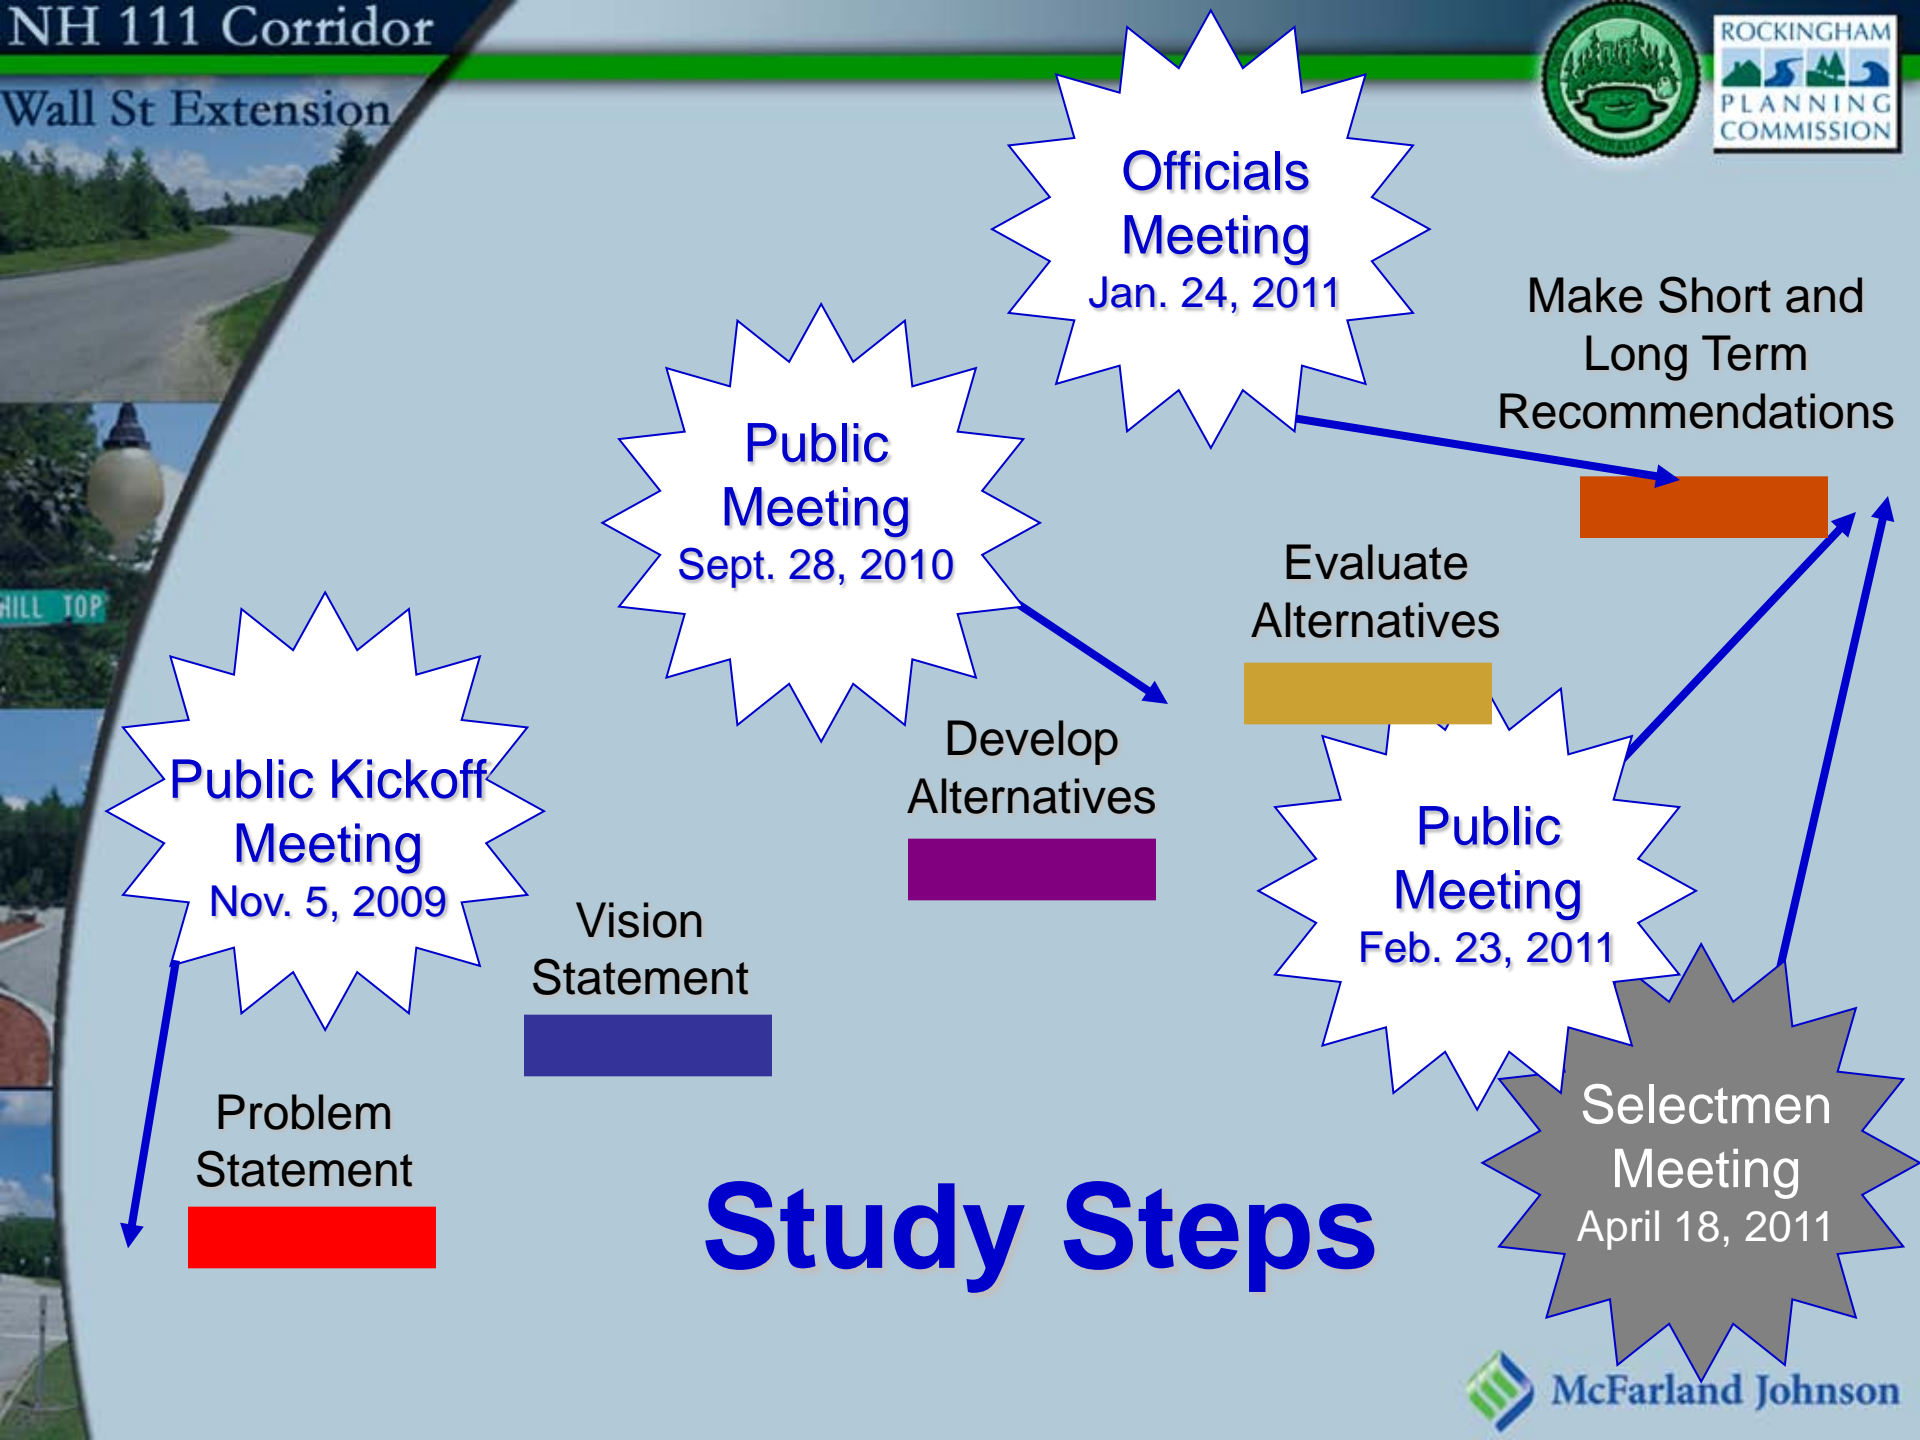 NH 111 Corridor
Wall St Extension
ROCKINGHAM
PLANNING
COMMISSION
Officials
Meeting
Jan. 24, 2011
Make Short and
Long Term
Recommendations
Public
Meeting
Sept. 28, 2010
Evaluate
Alternatives
HILL TOP
Public Kickoff
Meeting
Nov. 5, 2009
Develop
Alternatives
Public
Meeting
Feb. 23, 2011
Vision
Statement
Problem
Statement
Selectmen
Meeting
April 18, 2011
Study Steps
McFarland Johnson